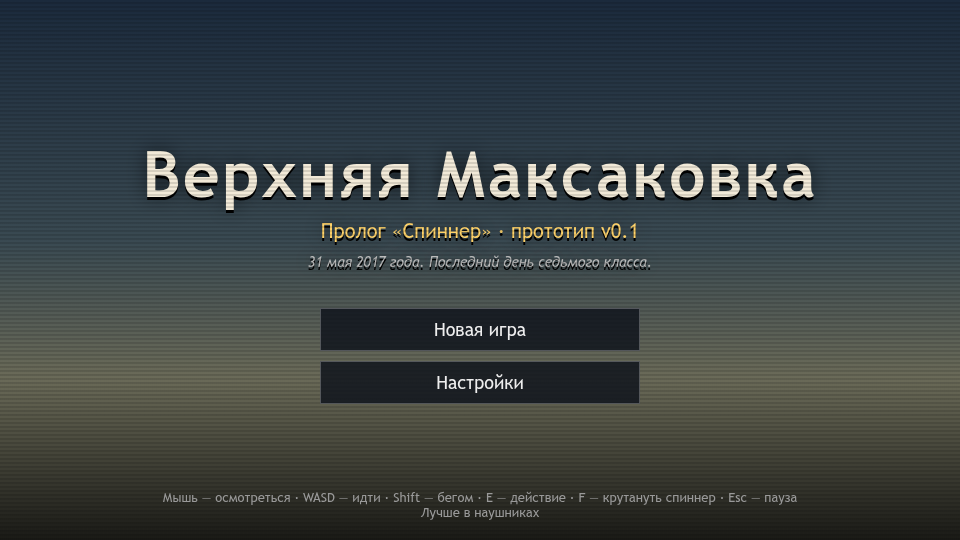 Верхняя Максаковка
Пролог «Спиннер» · прототип v0.1
31 мая 2017 года. Последний день седьмого класса.
Новая игра
Настройки
Мышь — осмотреться · WASD — идти · Shift — бегом · E — действие · F — крутануть спиннер · Esc — пауза
Лучше в наушниках